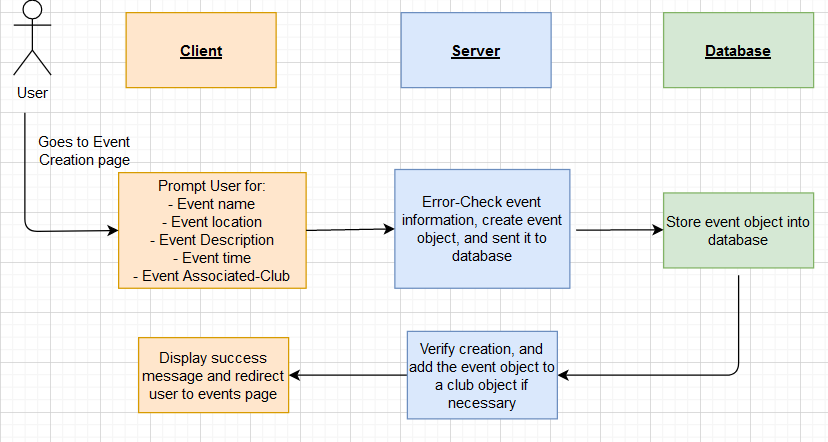 Client
Server
Database
User
Goes to Event
Creation page
Prompt User for:
- Event name
- Event location
- Event Description
- Event time
- Event Associated-Club
Error-Check event
information, create event
object, and sent it to
database
Store event object into
database
Verify creation, and
add the event object to
a club object if
necessary
Display success
message and redirect
user to events page